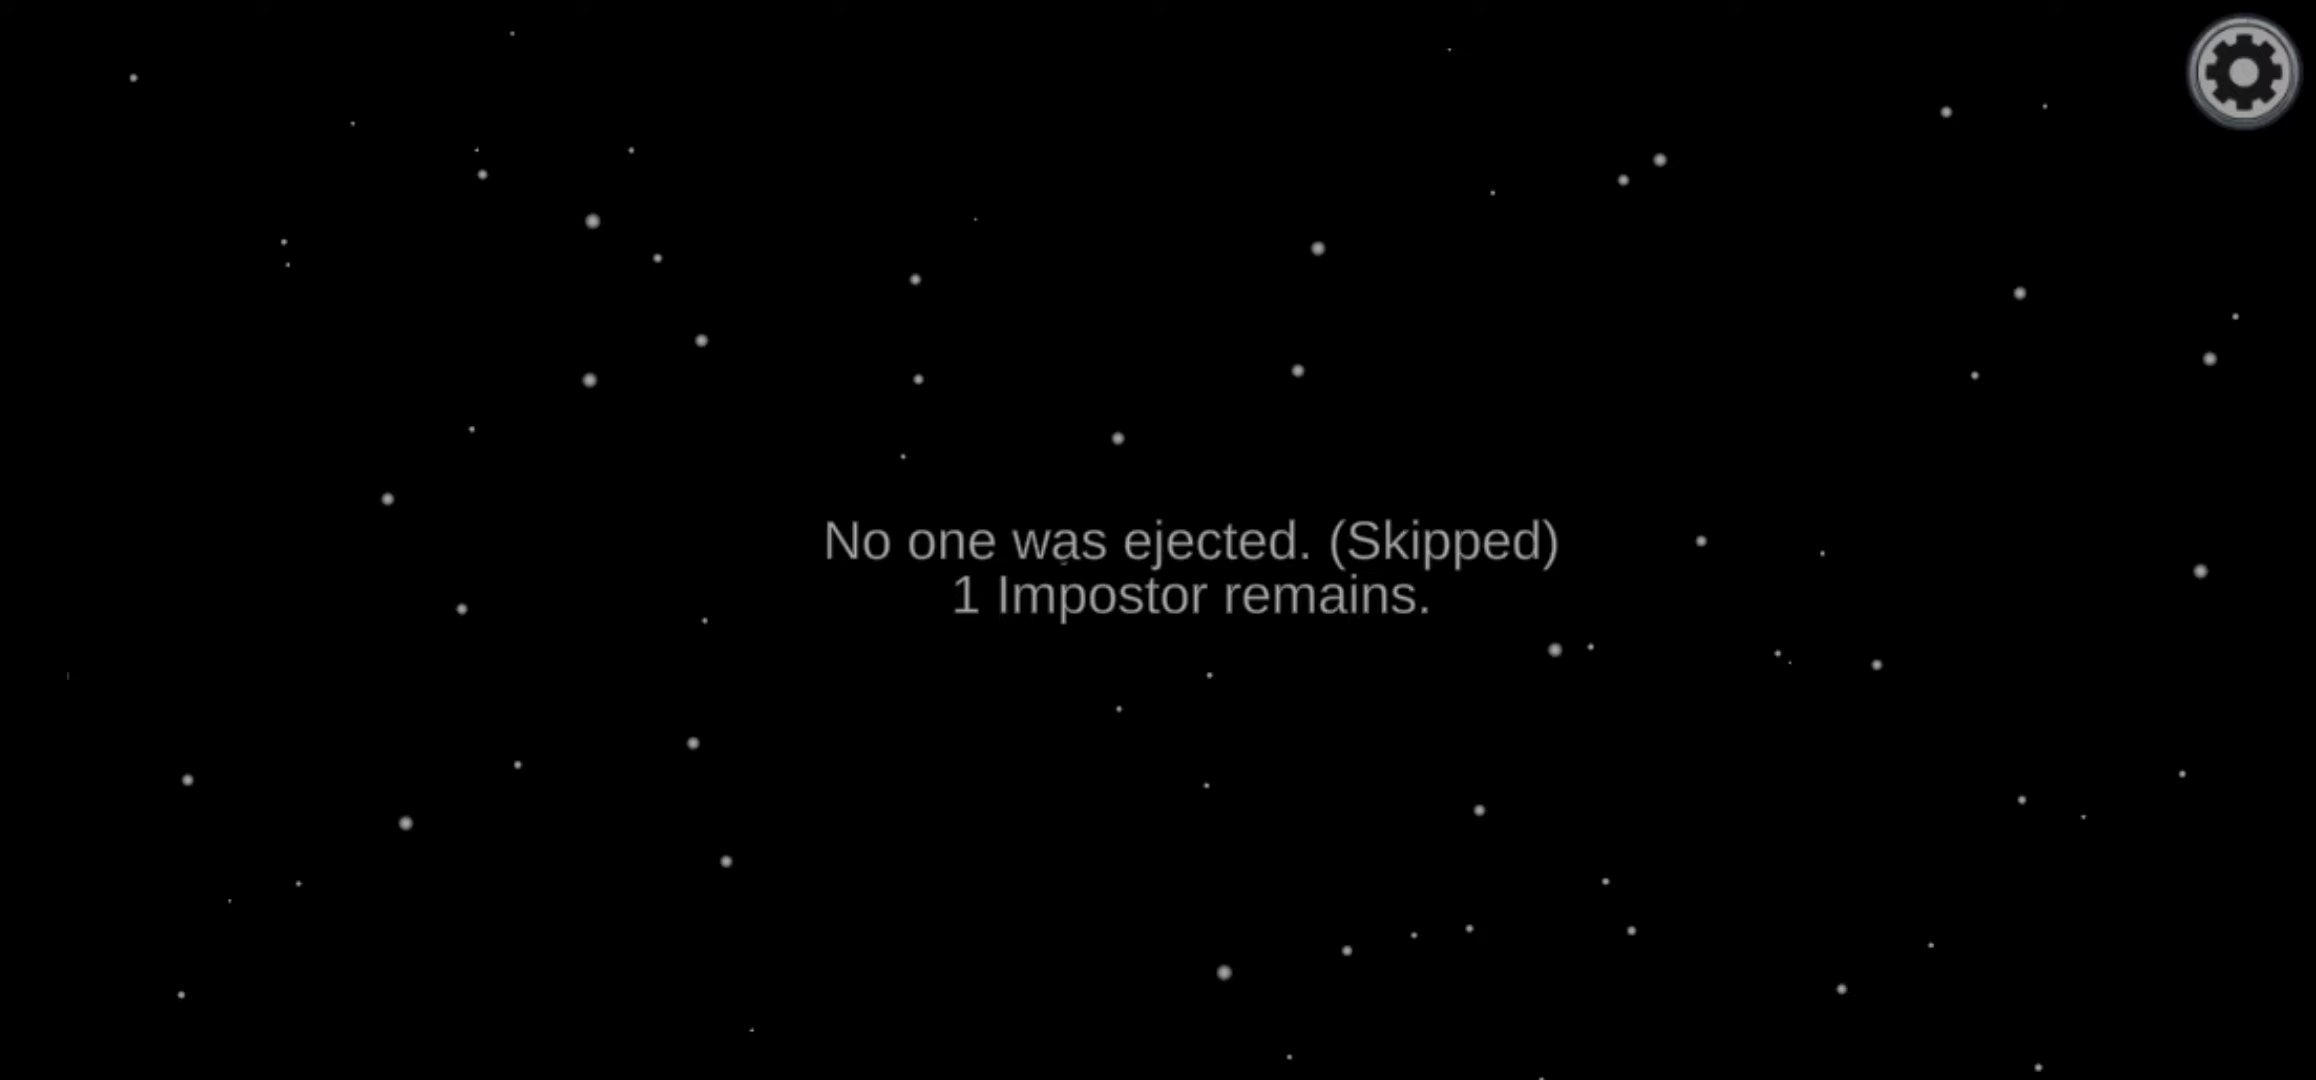 No one was ejected. (Skipped)
1 Impostor remains.